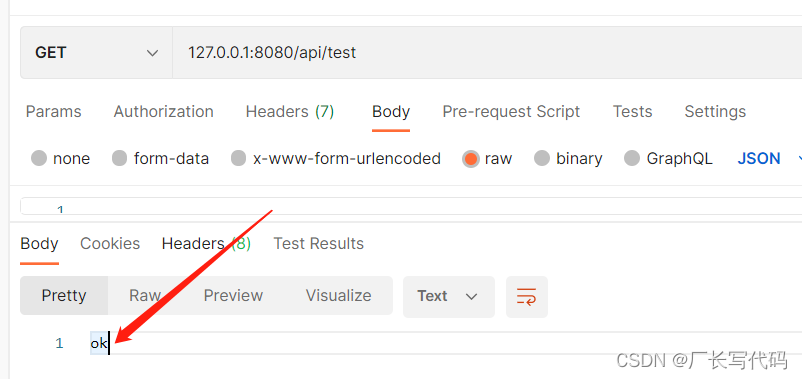 GET 127.0.0.1:8080/api/test
Params Authorization Headers (7) Body Pre-request Script Tests Settings
none form-data x-www-form-urlencoded raw binary GraphQL JSON
1
Body Cookies Headers (8) Test Results
Pretty Raw Preview Visualize Text
1 ok
CSDN @厂长写代码